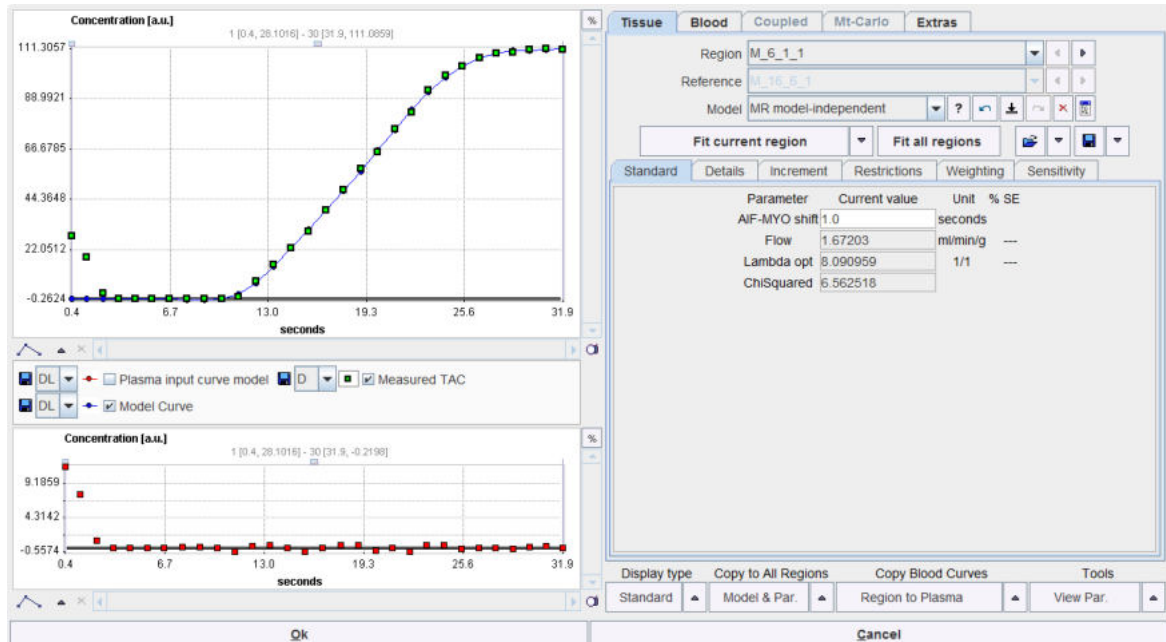 Concentration [a.u.]
1 [0.4, 28.1016] - 30 [31.9, 111.0859]
%
111.3057
88.9921
66.6785
44.3648
22.0512
-0.2624
0.4 6.7 13.0 19.3 25.6 31.9
seconds
DL Plasma input curve model D Measured TAC
DL Model Curve
Concentration [a.u.]
1 [0.4, 28.1016] - 30 [31.9, -0.2198]
%
9.1859
4.3142
-0.5574
0.4 6.7 13.0 19.3 25.6 31.9
seconds
Tissue Blood Coupled Mt-Carlo Extras
Region M_6_1_1
Reference M_16_6_1
Model MR model-independent ?
Fit current region Fit all regions
Standard Details Increment Restrictions Weighting Sensitivity
Parameter Current value Unit % SE
AIF-MYO shift 1.0 seconds
Flow 1.67203 ml/min/g ---
Lambda opt 8.090959 1/1 ---
ChiSquared 6.562518
Display type Copy to All Regions Copy Blood Curves Tools
Standard Model & Par. Region to Plasma View Par.
Ok Cancel